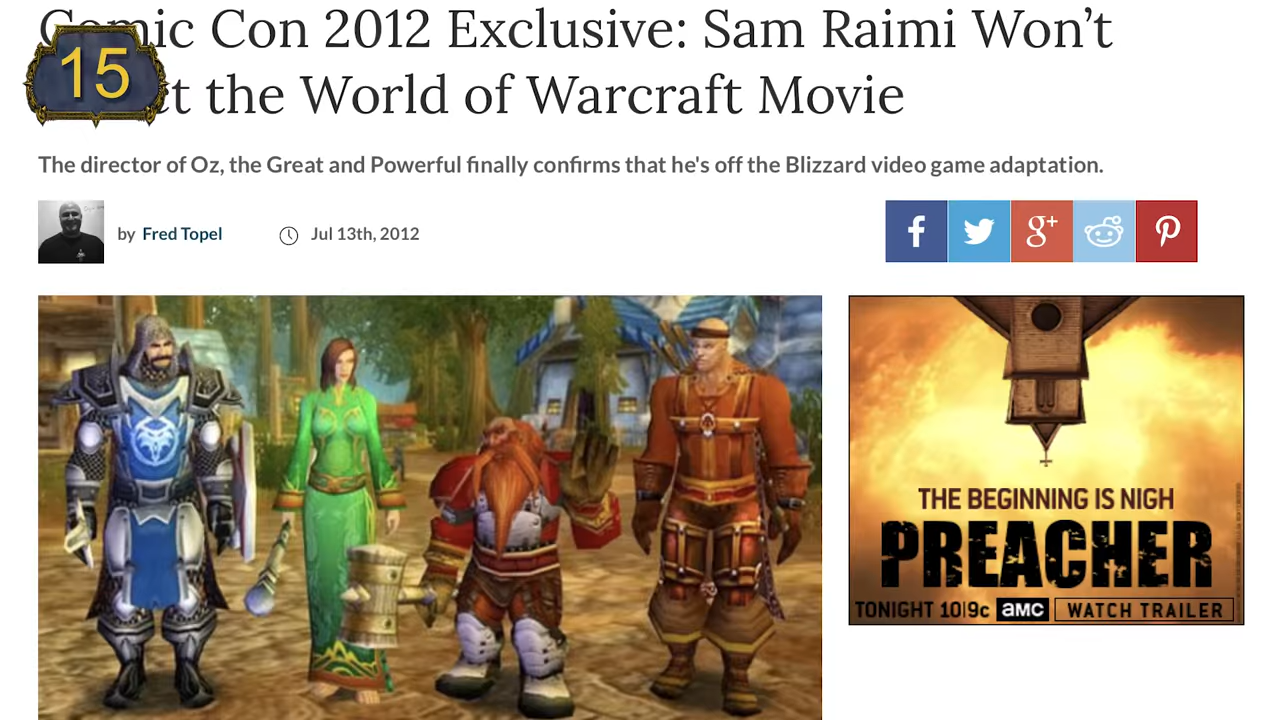 Comic Con 2012 Exclusive: Sam Raimi Won't
15
t the World of Warcraft Movie
The director of Oz, the Great and Powerful finally confirms that he's off the Blizzard video game adaptation.
by Fred Topel Jul 13th, 2012
THE BEGINNING IS NIGH
PREACHER
TONIGHT 10|9c amc WATCH TRAILER